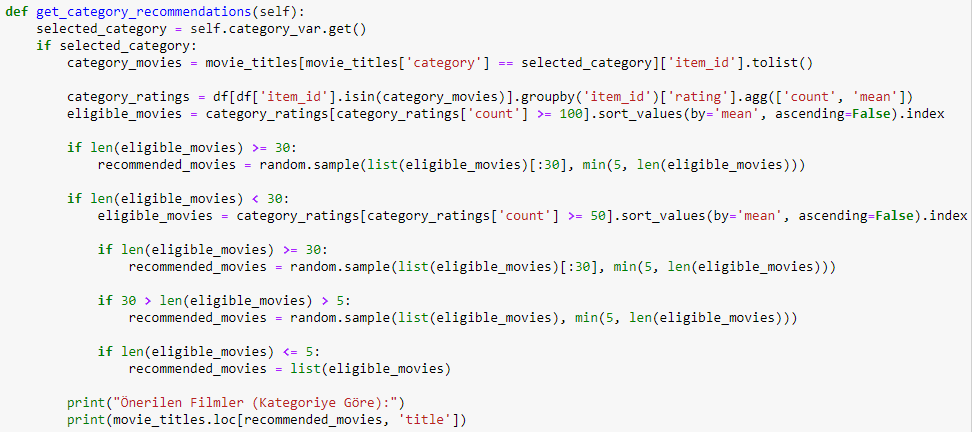 def get_category_recommendations(self):
    selected_category = self.category_var.get()
    if selected_category:
        category_movies = movie_titles[movie_titles['category'] == selected_category]['item_id'].tolist()

        category_ratings = df[df['item_id'].isin(category_movies)].groupby('item_id')['rating'].agg(['count', 'mean'])
        eligible_movies = category_ratings[category_ratings['count'] >= 100].sort_values(by='mean', ascending=False).index

        if len(eligible_movies) >= 30:
            recommended_movies = random.sample(list(eligible_movies)[:30], min(5, len(eligible_movies)))

        if len(eligible_movies) < 30:
            eligible_movies = category_ratings[category_ratings['count'] >= 50].sort_values(by='mean', ascending=False).index

            if len(eligible_movies) >= 30:
                recommended_movies = random.sample(list(eligible_movies)[:30], min(5, len(eligible_movies)))

            if 30 > len(eligible_movies) > 5:
                recommended_movies = random.sample(list(eligible_movies), min(5, len(eligible_movies)))

            if len(eligible_movies) <= 5:
                recommended_movies = list(eligible_movies)

        print("Önerilen Filmler (Kategoriye Göre):")
        print(movie_titles.loc[recommended_movies, 'title'])